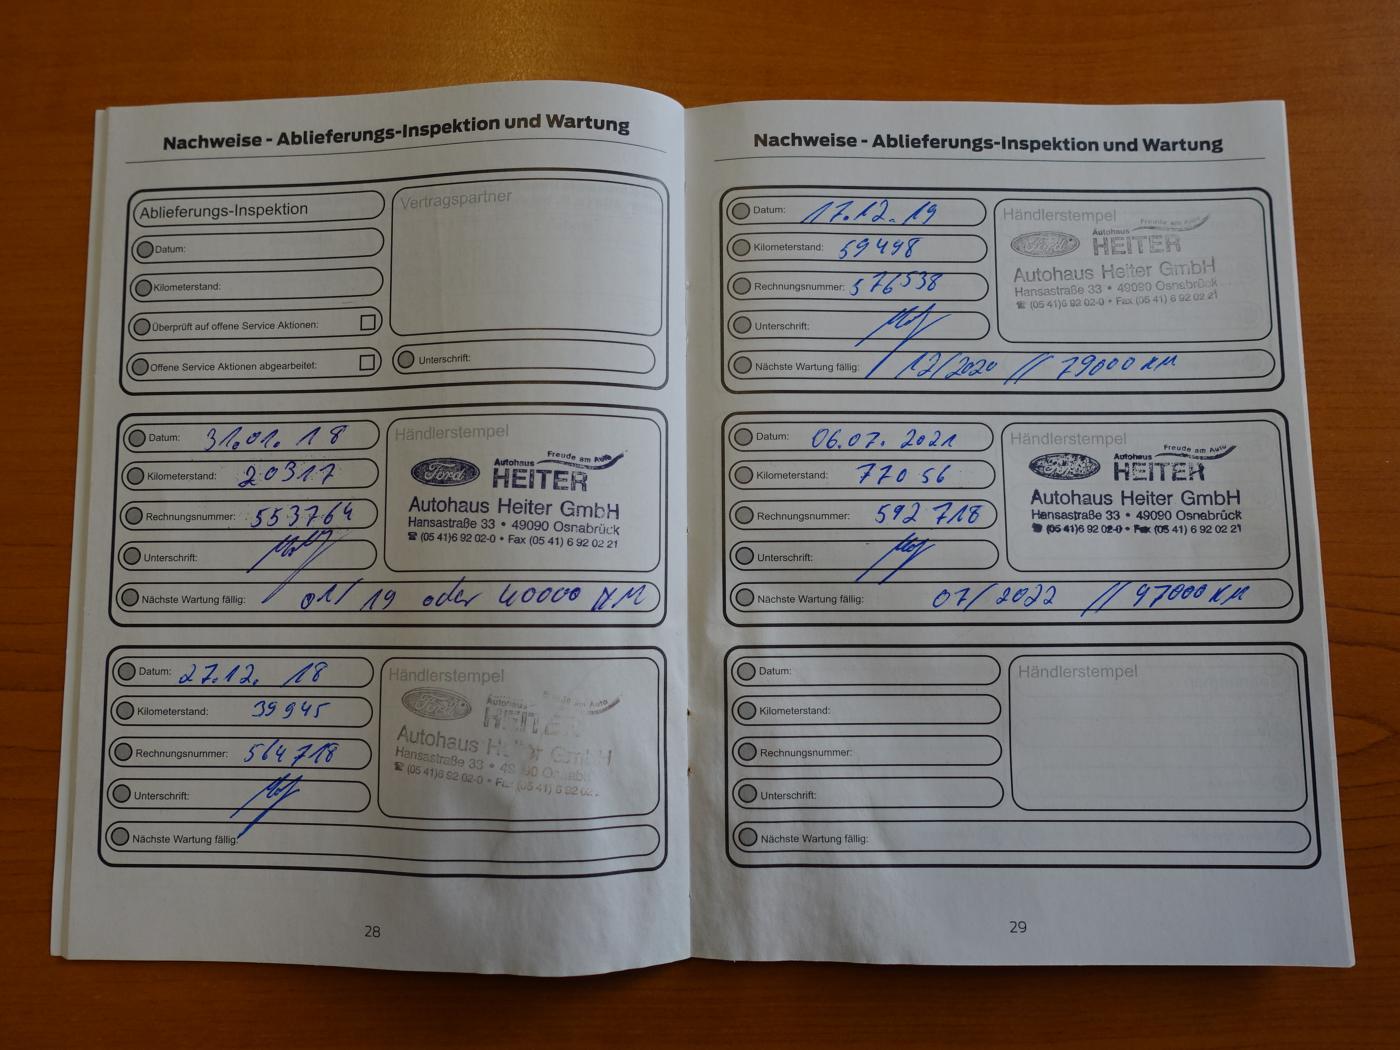 Nachweise - Ablieferungs-Inspektion und Wartung
Ablieferungs-Inspektion
Vertragspartner
Datum:
Kilometerstand:
Überprüft auf offene Service Aktionen:
Offene Service Aktionen abgearbeitet:
Unterschrift:
Datum: 31.01. 18
Kilometerstand: 20317
Rechnungsnummer: 553764
Unterschrift:
Nächste Wartung fällig: 01/19 oder 40000 KM
Händlerstempel
Ford
Autohaus Freude am Auto
HEITER
Autohaus Heiter GmbH
Hansastraße 33 • 49090 Osnabrück
☎ (05 41)6 92 02-0 • Fax (05 41) 6 92 02 21
Datum: 27.12. 18
Kilometerstand: 39945
Rechnungsnummer: 564718
Unterschrift:
Nächste Wartung fällig:
Händlerstempel
Ford
Autohaus Freude am Auto
HEITER
Autohaus Heiter GmbH
Hansastraße 33 • 49090 Osnabrück
☎ (05 41)6 92 02-0 • Fax (05 41) 6 92 02
28
Nachweise - Ablieferungs-Inspektion und Wartung
Datum: 17.12.19
Kilometerstand: 59498
Rechnungsnummer: 576538
Unterschrift:
Nächste Wartung fällig: 12/2020 // 79000 KM
Händlerstempel
Ford
Autohaus Freude am Auto
HEITER
Autohaus Heiter GmbH
Hansastraße 33 • 49090 Osnabrück
☎ (05 41)6 92 02-0 • Fax (05 41) 6 92 02 21
Datum: 06.07. 2021
Kilometerstand: 77056
Rechnungsnummer: 592 718
Unterschrift:
Nächste Wartung fällig: 07/2022 // 97000 KM
Händlerstempel
Ford
Autohaus Freude am Auto
HEITER
Autohaus Heiter GmbH
Hansastraße 33 • 49090 Osnabrück
☎ (05 41)6 92 02-0 • Fax (05 41) 6 92 02 21
Datum:
Kilometerstand:
Rechnungsnummer:
Unterschrift:
Nächste Wartung fällig:
Händlerstempel
29